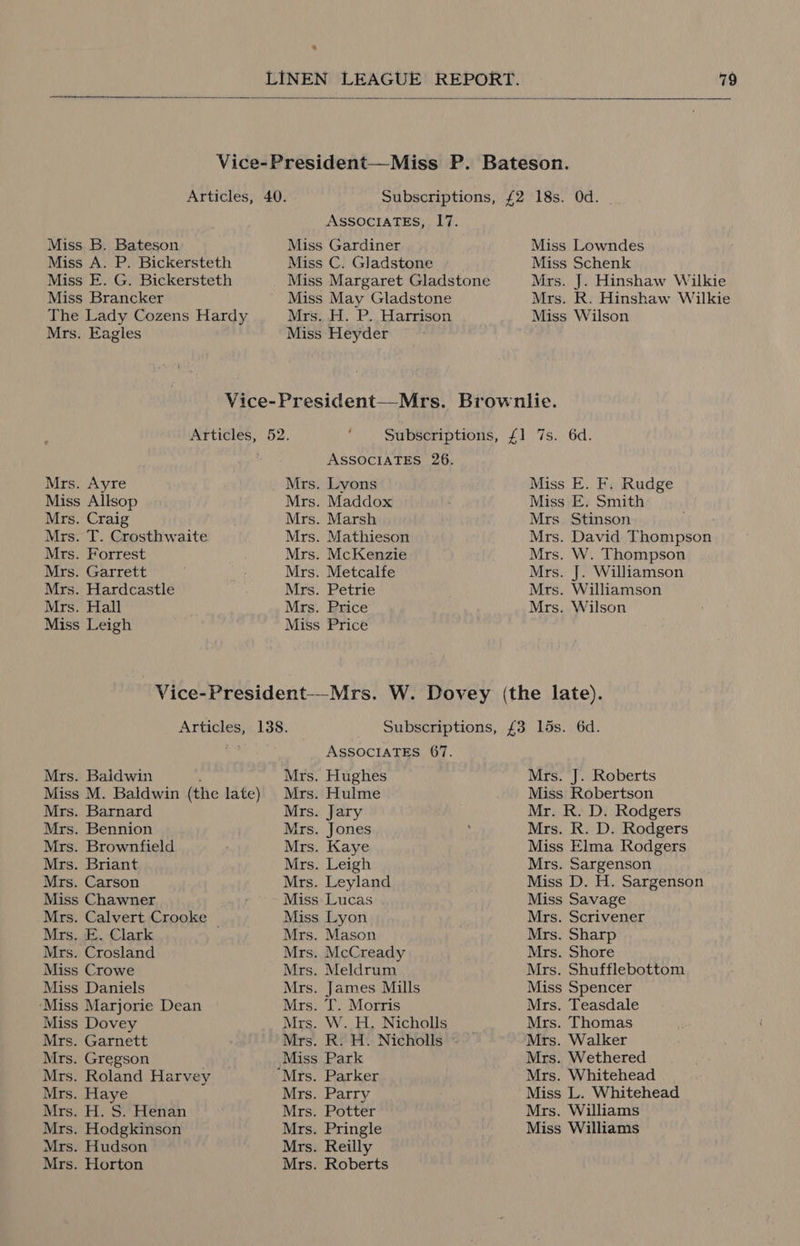 LINEN LEAGUE REPORT. 79
Vice-President—Miss P. Bateson.
Articles, 40. Subscriptions, £2 18s. 0d.
ASSOCIATES, 17.
Miss B. Bateson
Miss A. P. Bickersteth
Miss E. G. Bickersteth
Miss Brancker
The Lady Cozens Hardy
Mrs. Eagles
Miss Gardiner
Miss C. Gladstone
Miss Margaret Gladstone
Miss May Gladstone
Mrs. H. P. Harrison
Miss Heyder
Miss Lowndes
Miss Schenk
Mrs. J. Hinshaw Wilkie
Mrs. R. Hinshaw Wilkie
Miss Wilson
Vice-President—Mrs. Brownlie.
Articles, 52. Subscriptions, £1 7s. 6d.
ASSOCIATES 26.
Mrs. Ayre
Miss Allsop
Mrs. Craig
Mrs. T. Crosthwaite
Mrs. Forrest
Mrs. Garrett
Mrs. Hardcastle
Mrs. Hall
Miss Leigh
Mrs. Lyons
Mrs. Maddox
Mrs. Marsh
Mrs. Mathieson
Mrs. McKenzie
Mrs. Metcalfe
Mrs. Petrie
Mrs. Price
Miss Price
Miss E. F. Rudge
Miss E. Smith
Mrs Stinson
Mrs. David Thompson
Mrs. W. Thompson
Mrs. J. Williamson
Mrs. Williamson
Mrs. Wilson
Vice-President—Mrs. W. Dovey (the late).
Articles, 138. Subscriptions, £3 15s. 6d.
ASSOCIATES 67.
Mrs. Baldwin
Miss M. Baldwin (the late)
Mrs. Barnard
Mrs. Bennion
Mrs. Brownfield
Mrs. Briant
Mrs. Carson
Miss Chawner
Mrs. Calvert Crooke
Mrs. E. Clark
Mrs. Crosland
Miss Crowe
Miss Daniels
Miss Marjorie Dean
Miss Dovey
Mrs. Garnett
Mrs. Gregson
Mrs. Roland Harvey
Mrs. Haye
Mrs. H. S. Henan
Mrs. Hodgkinson
Mrs. Hudson
Mrs. Horton
Mrs. Hughes
Mrs. Hulme
Mrs. Jary
Mrs. Jones
Mrs. Kaye
Mrs. Leigh
Mrs. Leyland
Miss Lucas
Miss Lyon
Mrs. Mason
Mrs. McCready
Mrs. Meldrum
Mrs. James Mills
Mrs. T. Morris
Mrs. W. H. Nicholls
Mrs. R. H. Nicholls
Miss Park
Mrs. Parker
Mrs. Parry
Mrs. Potter
Mrs. Pringle
Mrs. Reilly
Mrs. Roberts
Mrs. J. Roberts
Miss Robertson
Mr. R. D. Rodgers
Mrs. R. D. Rodgers
Miss Elma Rodgers
Mrs. Sargenson
Miss D. H. Sargenson
Miss Savage
Mrs. Scrivener
Mrs. Sharp
Mrs. Shore
Mrs. Shufflebottom
Miss Spencer
Mrs. Teasdale
Mrs. Thomas
Mrs. Walker
Mrs. Wethered
Mrs. Whitehead
Miss L. Whitehead
Mrs. Williams
Miss Williams